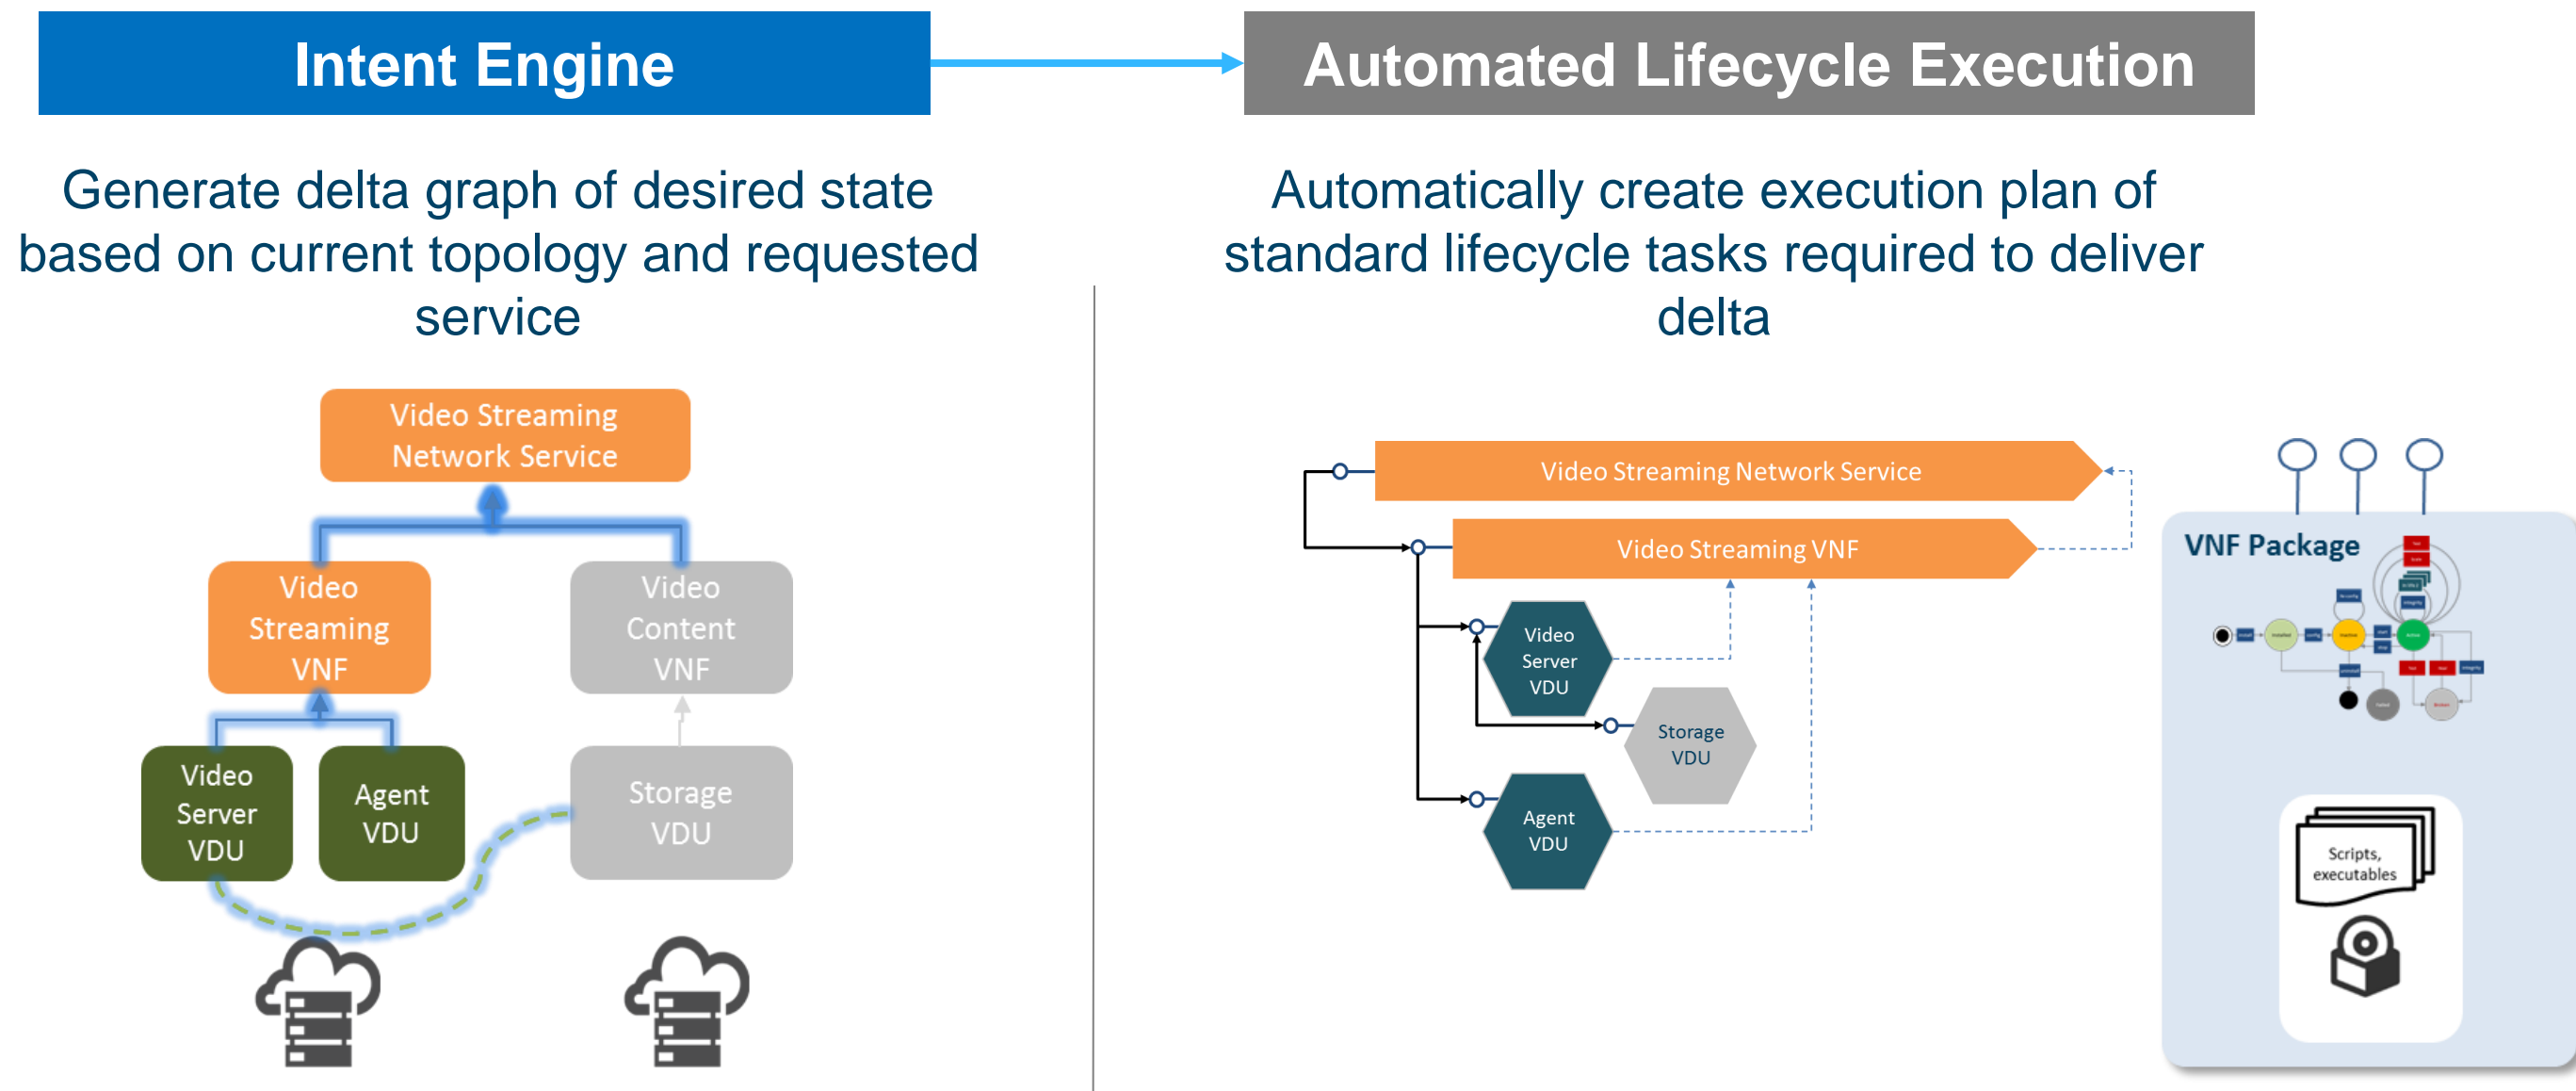 Intent Engine
Automated Lifecycle Execution
Generate delta graph of desired state
based on current topology and requested
service
Automatically create execution plan of
standard lifecycle tasks required to deliver
delta
Video Streaming
Network Service
Video
Streaming
VNF
Video
Content
VNF
Video
Server
VDU
Agent
VDU
Storage
VDU
Video Streaming Network Service
Video Streaming VNF
Video
Server
VDU
Storage
VDU
Agent
VDU
VNF Package
Scripts,
executables